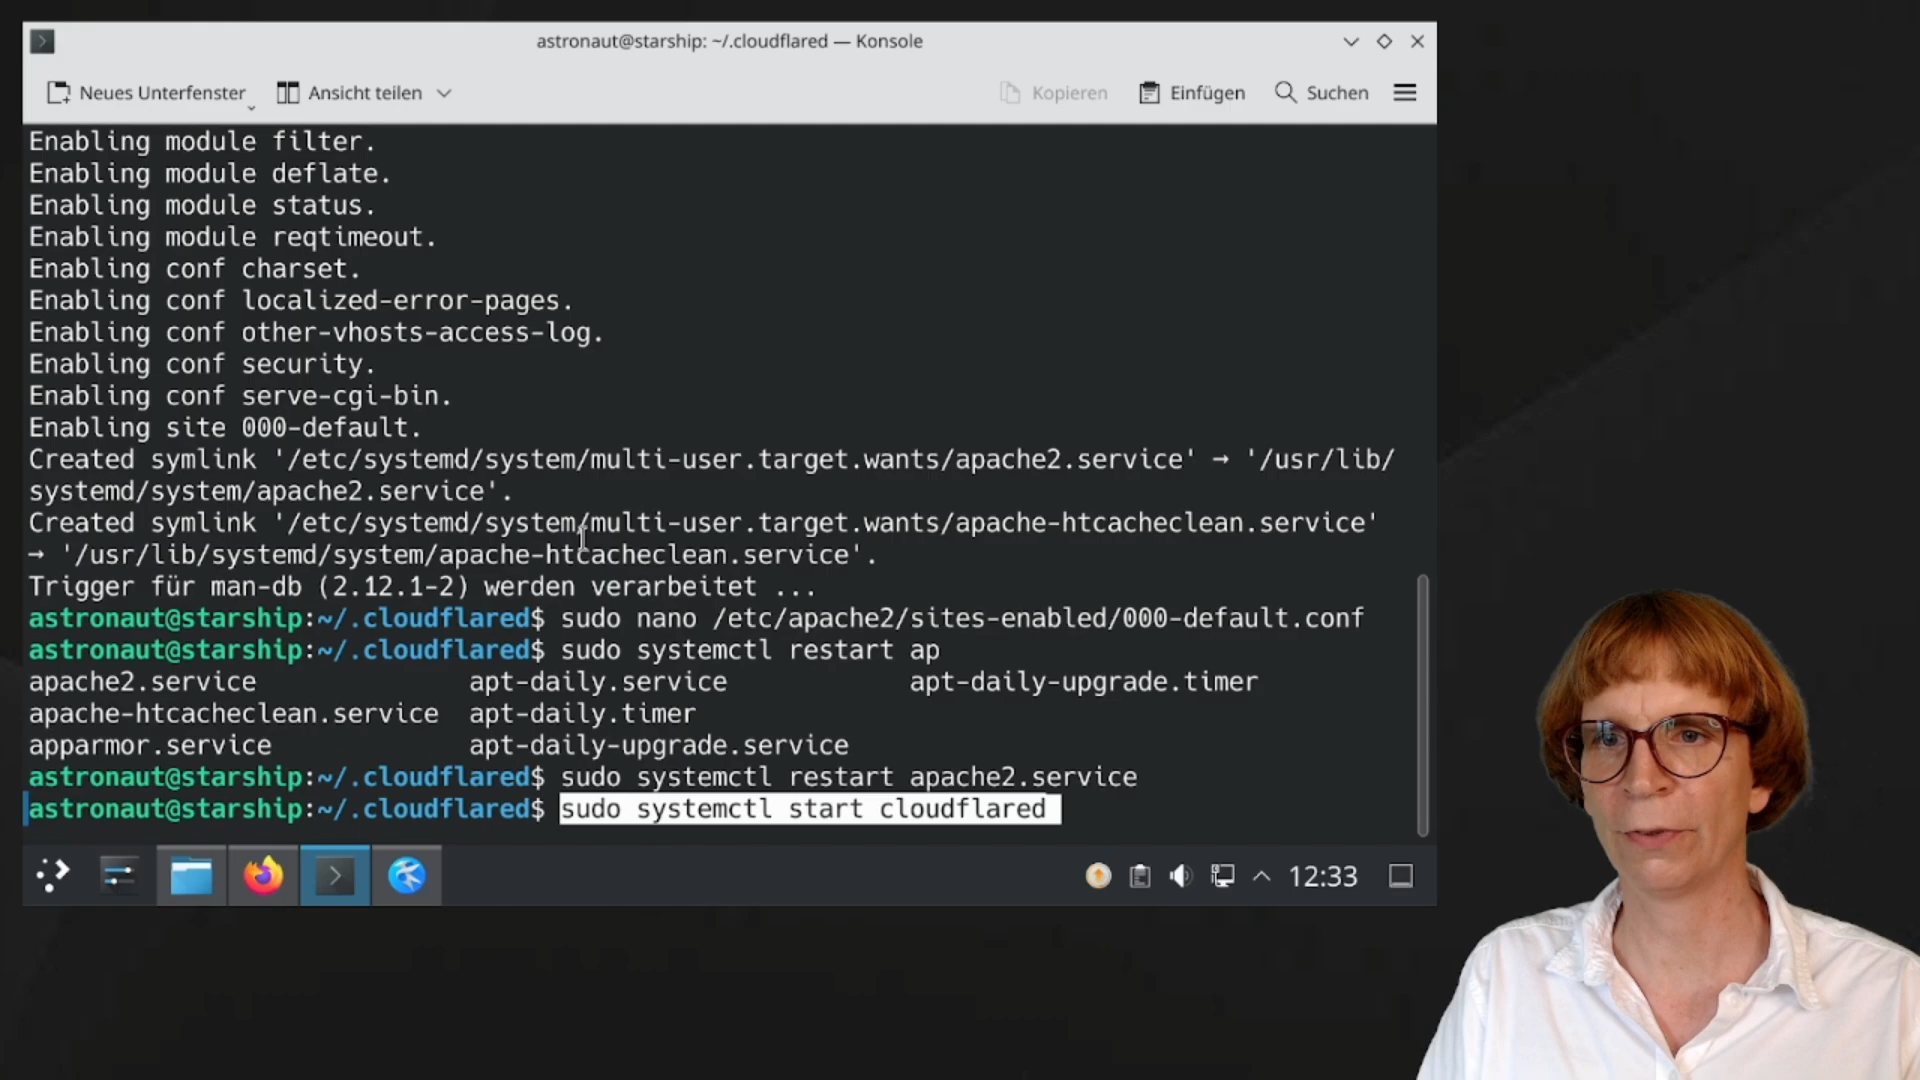 astronaut@starship: ~/.cloudflared — Konsole
Neues Unterfenster Ansicht teilen Kopieren Einfügen Suchen
Enabling module filter.
Enabling module deflate.
Enabling module status.
Enabling module reqtimeout.
Enabling conf charset.
Enabling conf localized-error-pages.
Enabling conf other-vhosts-access-log.
Enabling conf security.
Enabling conf serve-cgi-bin.
Enabling site 000-default.
Created symlink '/etc/systemd/system/multi-user.target.wants/apache2.service' → '/usr/lib/
systemd/system/apache2.service'.
Created symlink '/etc/systemd/system/multi-user.target.wants/apache-htcacheclean.service'
→ '/usr/lib/systemd/system/apache-htcacheclean.service'.
Trigger für man-db (2.12.1-2) werden verarbeitet ...
astronaut@starship:~/.cloudflared$ sudo nano /etc/apache2/sites-enabled/000-default.conf
astronaut@starship:~/.cloudflared$ sudo systemctl restart ap
apache2.service apt-daily.service apt-daily-upgrade.timer
apache-htcacheclean.service apt-daily.timer
apparmor.service apt-daily-upgrade.service
astronaut@starship:~/.cloudflared$ sudo systemctl restart apache2.service
astronaut@starship:~/.cloudflared$ sudo systemctl start cloudflared
12:33